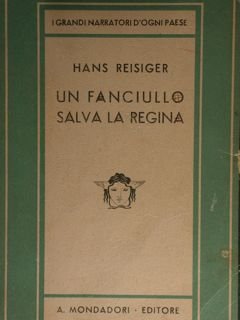 I GRANDI NARRATORI D'OGNI PAESE
HANS REISIGER
UN FANCIULLO
SALVA LA REGINA
A. MONDADORI - EDITORE